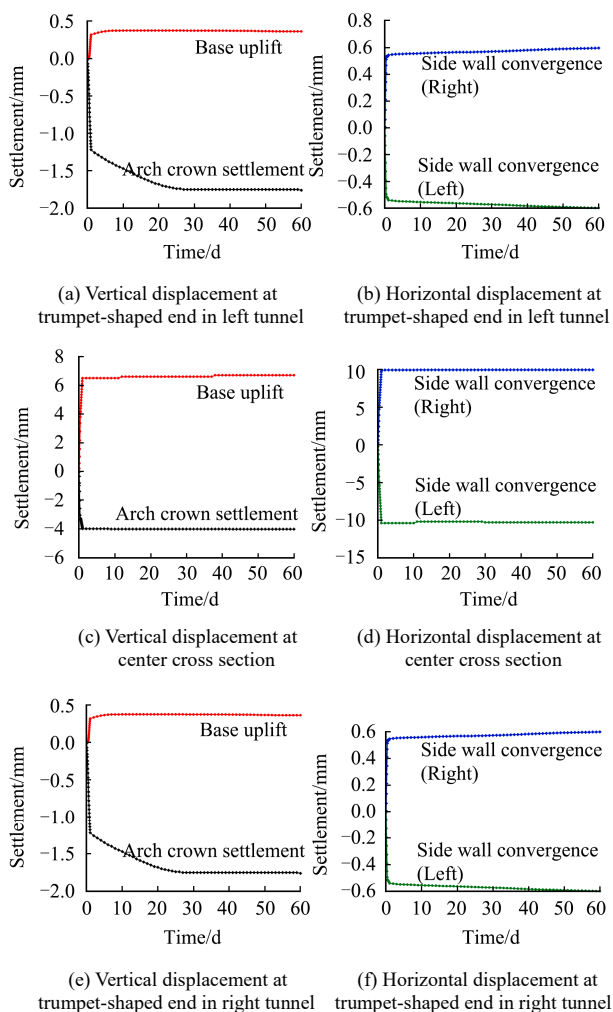 0.5
0.0
−0.5
−1.0
−1.5
−2.0
Settlement/mm
Base uplift
Arch crown settlement
0 10 20 30 40 50 60
Time/d
(a) Vertical displacement at
trumpet-shaped end in left tunnel
0.8
0.6
0.4
0.2
0.0
−0.2
−0.4
−0.6
Settlement/mm
Side wall convergence
(Right)
Side wall convergence
(Left)
0 10 20 30 40 50 60
Time/d
(b) Horizontal displacement at
trumpet-shaped end in left tunnel
8
6
4
2
0
−2
−4
−6
Settlement/mm
Base uplift
Arch crown settlement
0 10 20 30 40 50 60
Time/d
(c) Vertical displacement at
center cross section
10
5
0
−5
−10
−15
Settlement/mm
Side wall convergence
(Right)
Side wall convergence
(Left)
0 10 20 30 40 50 60
Time/d
(d) Horizontal displacement at
center cross section
0.5
0.0
−0.5
−1.0
−1.5
−2.0
Settlement/mm
Base uplift
Arch crown settlement
0 10 20 30 40 50 60
Time/d
(e) Vertical displacement at
trumpet-shaped end in right tunnel
0.6
0.4
0.2
0.0
−0.2
−0.4
−0.6
Settlement/mm
Side wall convergence
(Right)
Side wall convergence
(Left)
0 10 20 30 40 50 60
Time/d
(f) Horizontal displacement at
trumpet-shaped end in right tunnel